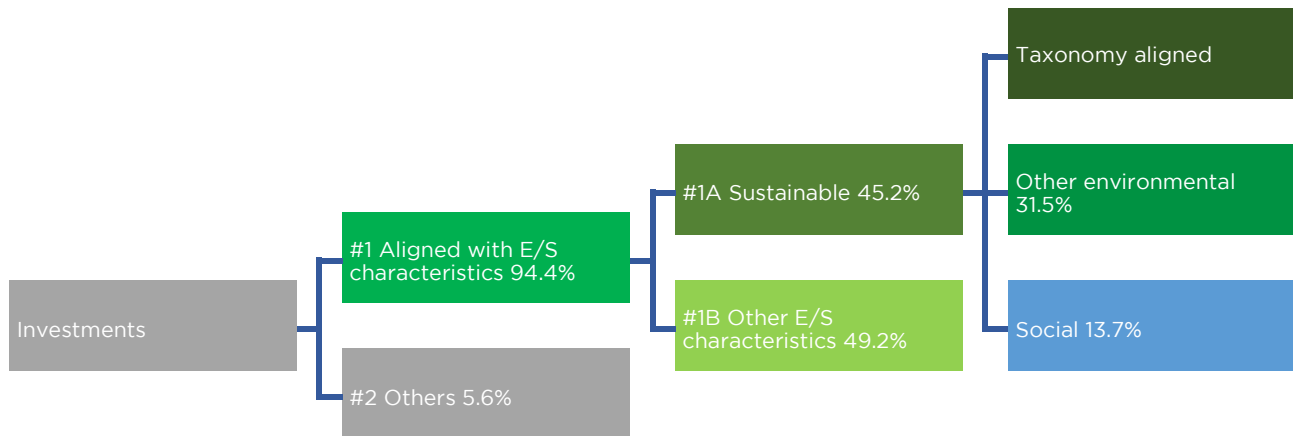 Investments
#1 Aligned with E/S
characteristics 94.4%
#2 Others 5.6%
#1A Sustainable 45.2%
#1B Other E/S
characteristics 49.2%
Taxonomy aligned
Other environmental
31.5%
Social 13.7%